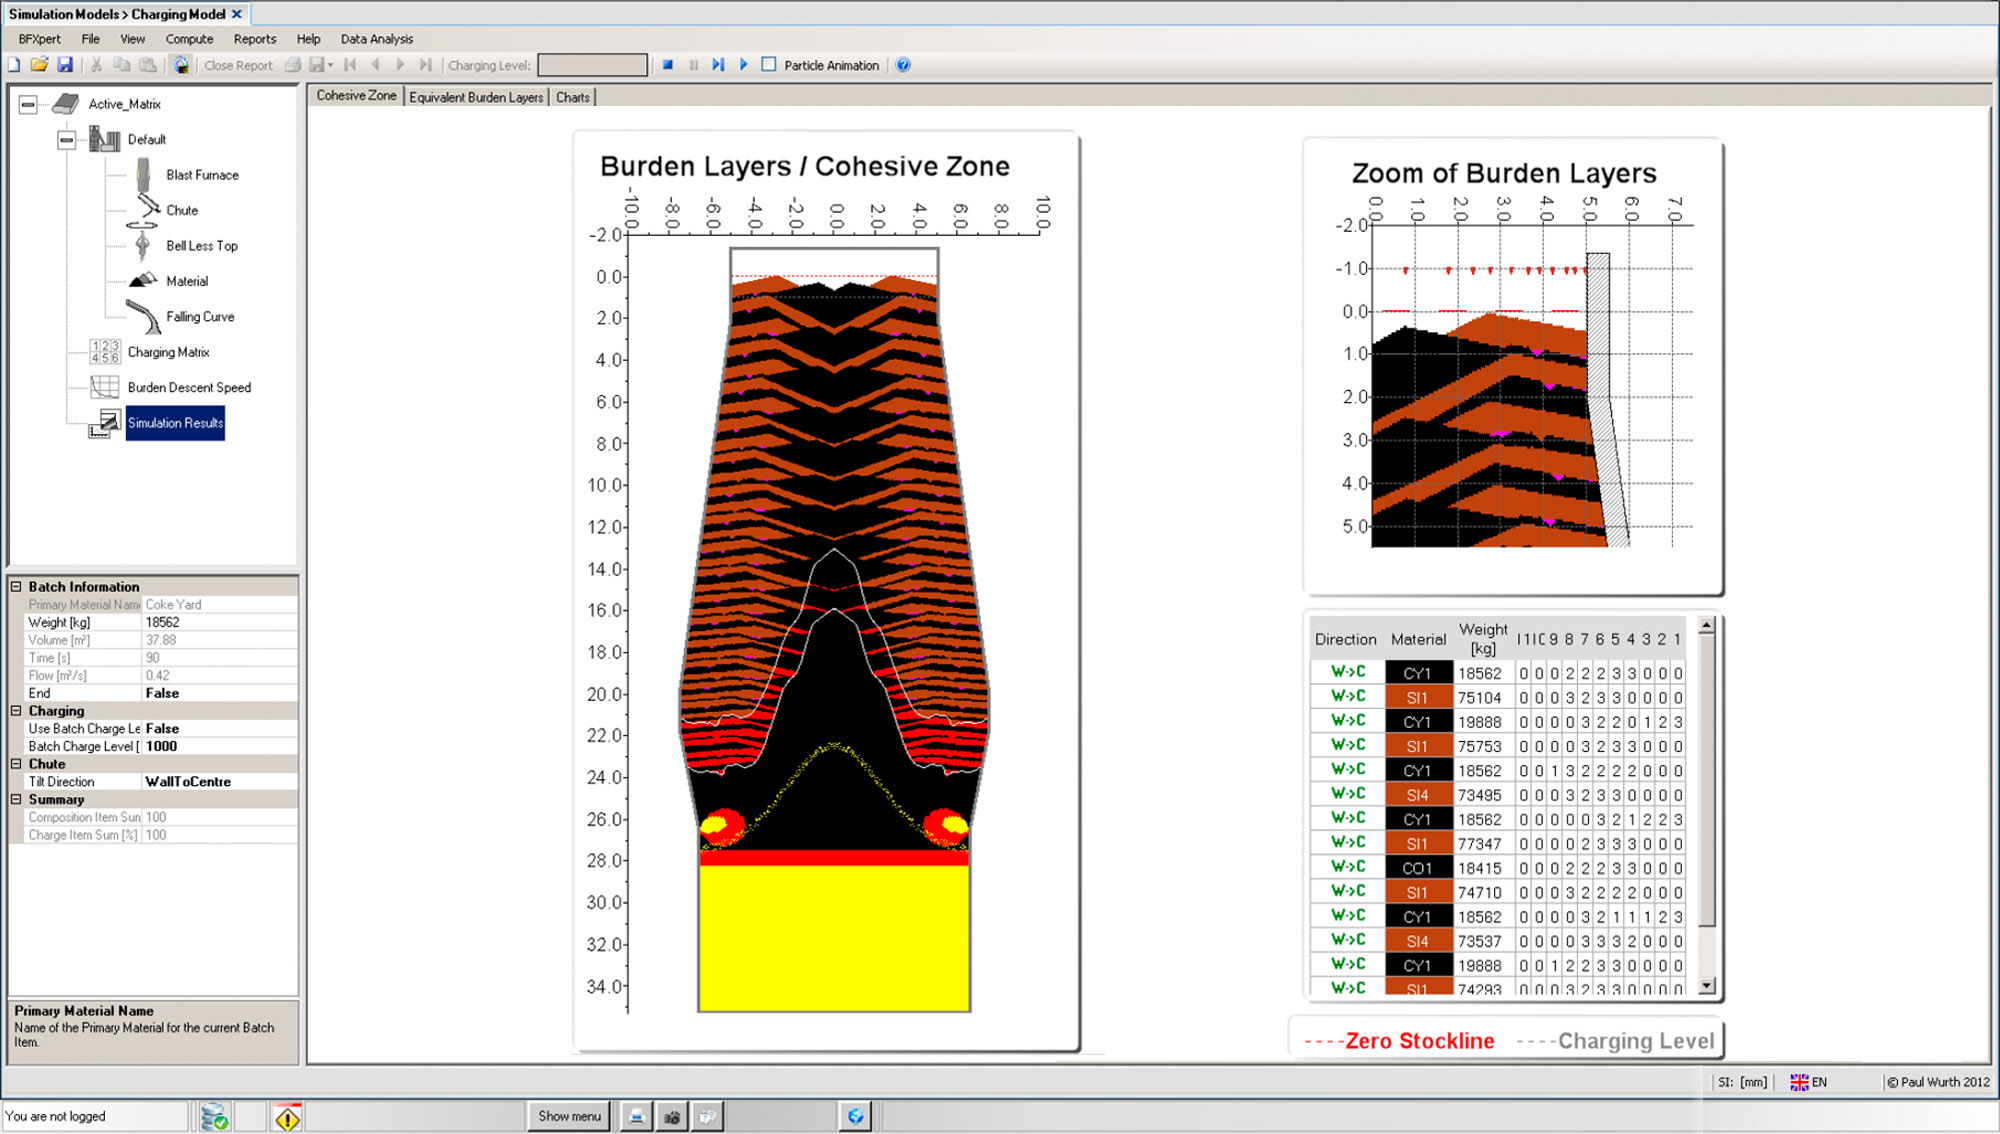 Simulation Models > Charging Model
BFXpert File View Compute Reports Help Data Analysis
Close Report Charging Level: Particle Animation
Active_Matrix
Default
Blast Furnace
Chute
Bell Less Top
Material
Falling Curve
Charging Matrix
Burden Descent Speed
Simulation Results
Batch Information
Primary Material Nam Coke Yard
Weight [kg] 18562
Volume [m³] 37.88
Time [s] 90
Flow [m³/s] 0.42
End False
Charging
Use Batch Charge Le False
Batch Charge Level [ 1000
Chute
Tilt Direction WallToCentre
Summary
Composition Item Sun 100
Charge Item Sum [%] 100
Primary Material Name
Name of the Primary Material for the current Batch
Item.
Cohesive Zone Equivalent Burden Layers Charts
Burden Layers / Cohesive Zone
-10.0 -8.0 -6.0 -4.0 -2.0 0.0 2.0 4.0 6.0 8.0 10.0
-2.0
0.0
2.0
4.0
6.0
8.0
10.0
12.0
14.0
16.0
18.0
20.0
22.0
24.0
26.0
28.0
30.0
32.0
34.0
Zoom of Burden Layers
0.0 1.0 2.0 3.0 4.0 5.0 6.0 7.0
-2.0
-1.0
0.0
1.0
2.0
3.0
4.0
5.0
Direction Material Weight [kg] 9 8 7 6 5 4 3 2 1
W->C CY1 18562 0 0 0 2 2 2 3 3 0 0 0
W->C SI1 75104 0 0 0 3 2 3 3 0 0 0 0
W->C CY1 19888 0 0 0 0 3 2 2 0 1 2 3
W->C SI1 75753 0 0 0 0 3 2 3 3 0 0 0
W->C CY1 18562 0 0 1 3 2 2 2 2 0 0 0
W->C SI4 73495 0 0 0 3 2 3 3 0 0 0 0
W->C CY1 18562 0 0 0 0 0 3 2 1 2 2 3
W->C SI1 77347 0 0 0 0 2 3 3 3 0 0 0
W->C CO1 18415 0 0 0 2 2 2 3 3 0 0 0
W->C SI1 74710 0 0 0 3 2 2 2 2 0 0 0
W->C CY1 18562 0 0 0 0 3 2 1 1 1 2 3
W->C SI4 73537 0 0 0 0 3 3 3 2 0 0 0
W->C CY1 19888 0 0 1 2 2 3 3 0 0 0 0
W->C SI1 74293 0 0 0 3 2 3 3 0 0 0 0
----Zero Stockline ----Charging Level
SI: [mm] EN © Paul Wurth 2012
You are not logged Show menu